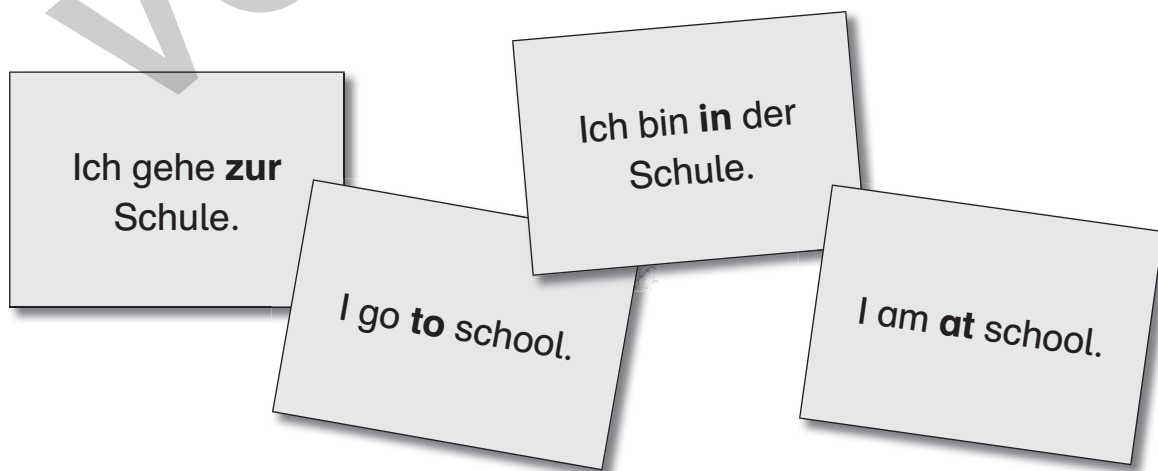 Ich gehe zur
Schule.
I go to school.
Ich bin in der
Schule.
I am at school.